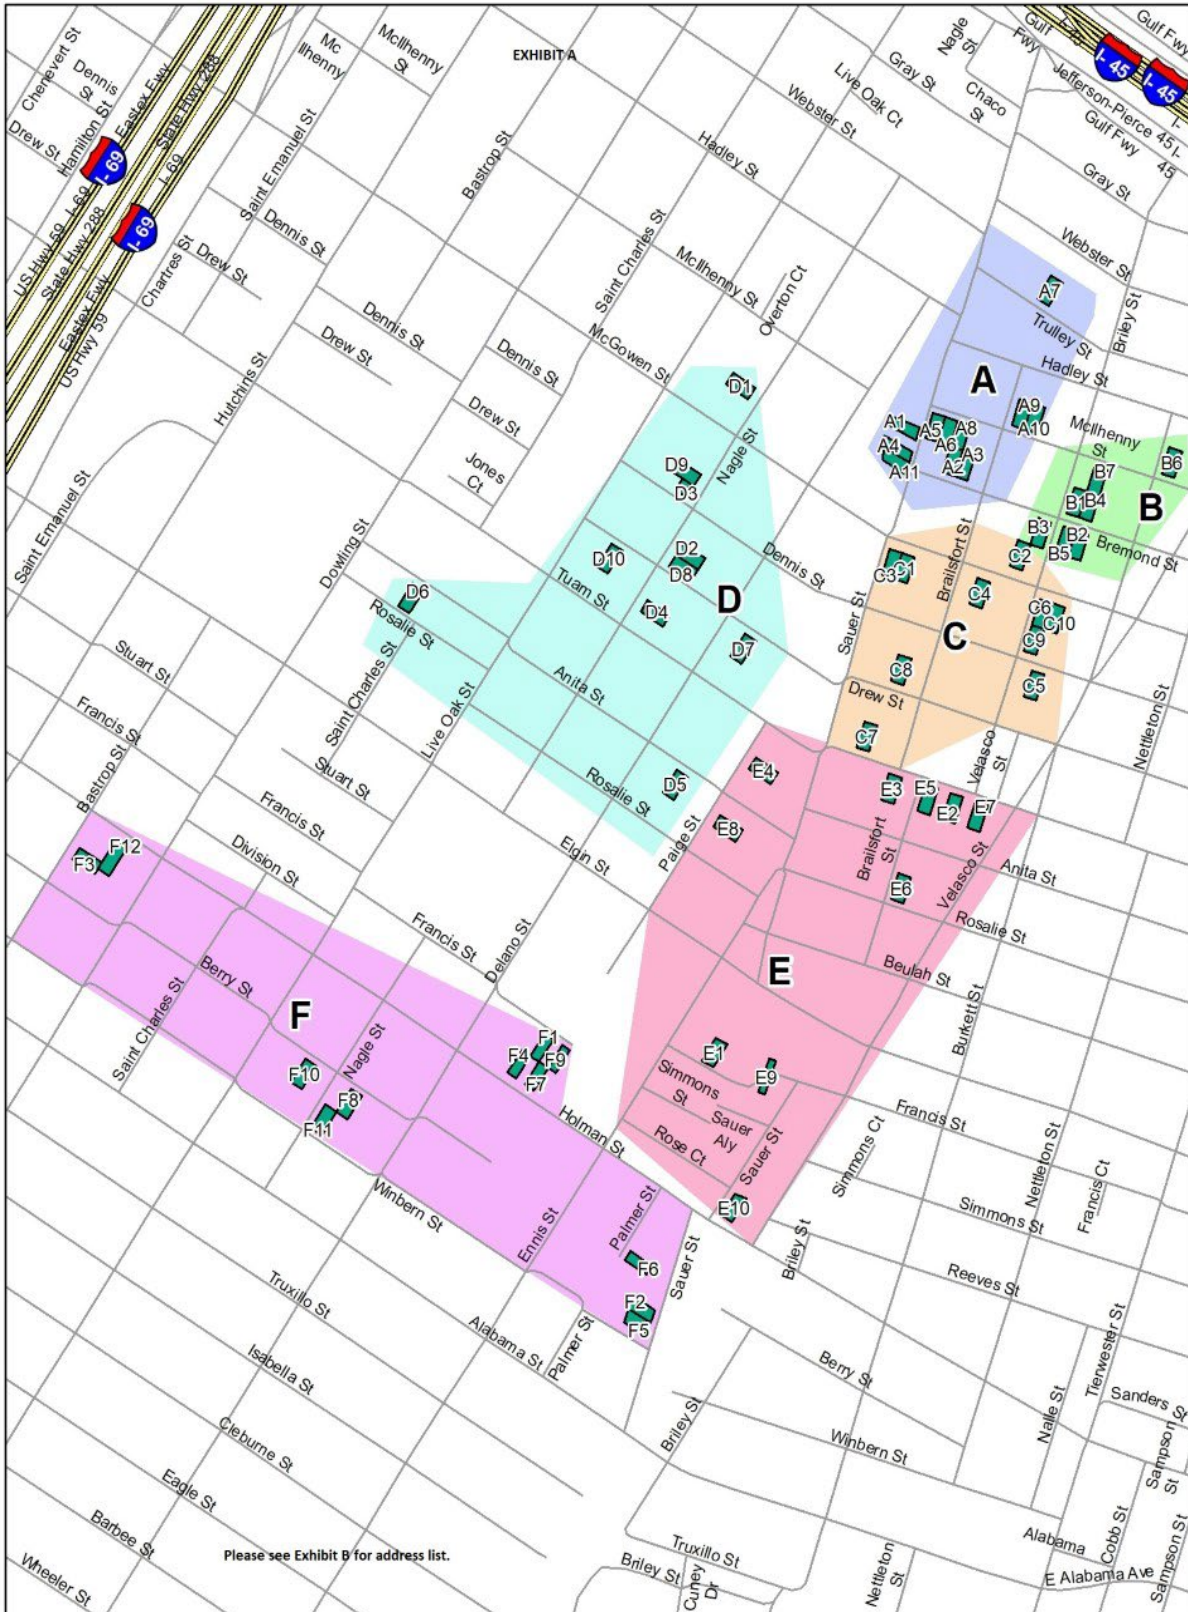 EXHIBIT A
Chenevert St
Dennis St
Drew St
Hamilton St
Eastex Fwy
State Hwy 288
I- 69
I- 69
US Hwy 59
I- 69
State Hwy 288
Eastex Fwy
US Hwy 59
I- 69
I- 69
Mc Ilhenny
McIlhenny St
Saint Emanuel St
Bastrop St
Dennis St
Drew St
Chartres St
Hadley St
Webster St
Live Oak Ct
Gray St
Nagle St
Gulf Fwy
I-45
Gulf Fwy
I- 45
I- 45
Chaco St
Jefferson-Pierce 45 I-
Gulf Fwy
45
Gray St
Webster St
Briley St
Saint Charles St
McIlhenny St
Overton Ct
McGowen St
Dennis St
Drew St
Dennis St
Drew St
Jones Ct
Hutchins St
Saint Emanuel St
Dowling St
A7
Trulley St
Hadley St
A
A9
A10
A1
A5
A8
A6
A4
A3
A2
A11
McIlhenny St
B6
B7
B1
B4
B
B3
B2
B5
Bremond St
D1
Nagle St
D9
D3
D10
D2
D8
Dennis St
Tuam St
D4
D
D7
D6
Rosalie St
Saint Charles St
Live Oak St
Anita St
Rosalie St
D5
Brailsfort St
C2
C3
C1
C4
Sauer St
C
C6
C10
C9
C8
C5
Drew St
C7
Velasco St
Nettleton St
Stuart St
Francis St
Bastrop St
Stuart St
Francis St
Division St
Elgin St
Paige St
E4
E3
E5
E2
E7
E8
Brailsfort St
Velasco St
E6
Anita St
Rosalie St
Beulah St
E
Burkett St
F12
F3
Francis St
Delano St
Berry St
F
Saint Charles St
Nagle St
F1
F4
F9
F7
F10
F8
F11
Holman St
E1
E9
Simmons St
Sauer Aly
Rose Ct
Sauer St
E10
Francis St
Simmons Ct
Nettleton St
Francis Ct
Simmons St
Briley St
Reeves St
Winbern St
Ennis St
Palmer St
F6
Sauer St
F2
F5
Truxillo St
Alabama St
Palmer St
Isabella St
Cleburne St
Eagle St
Barbee St
Wheeler St
Berry St
Tierwester St
Briley St
Winbern St
Nalle St
Sanders St
Sampson St
Alabama
Cobb St
E Alabama Ave
Sampson St
Truxillo St
Briley St
Cuney Dr
Nettleton St
Please see Exhibit B for address list.